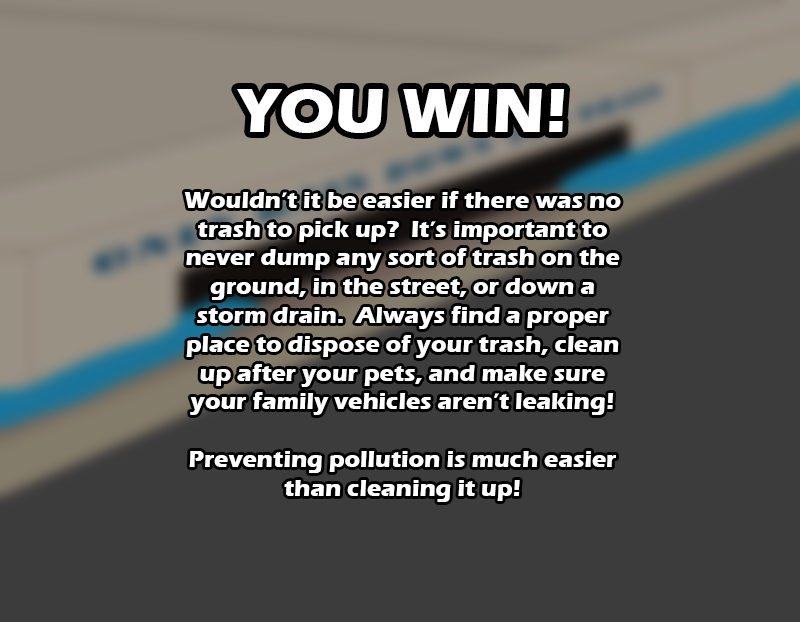 YOU WIN!
Wouldn't it be easier if there was no
trash to pick up?  It's important to
never dump any sort of trash on the
ground, in the street, or down a
storm drain.  Always find a proper
place to dispose of your trash, clean
up after your pets, and make sure
your family vehicles aren't leaking!
Preventing pollution is much easier
than cleaning it up!